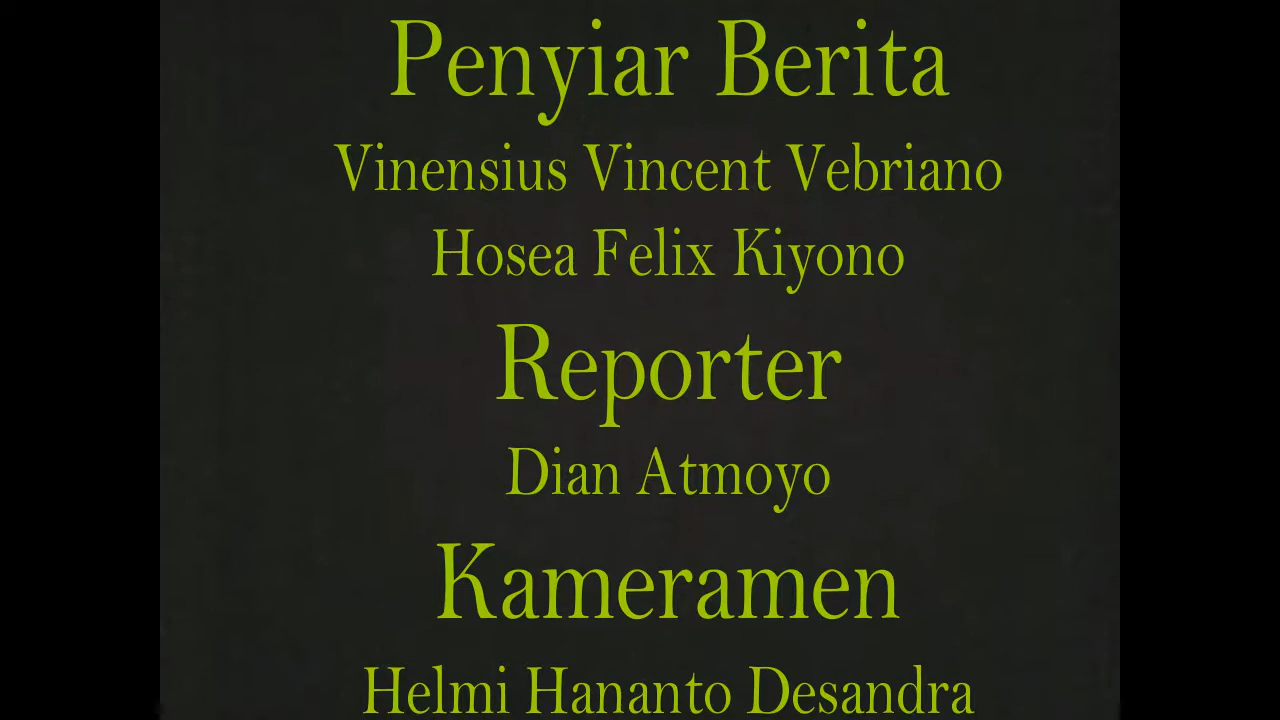 Penyiar Berita
Vinensius Vincent Vebriano
Hosea Felix Kiyono
Reporter
Dian Atmoyo
Kameramen
Helmi Hananto Desandra